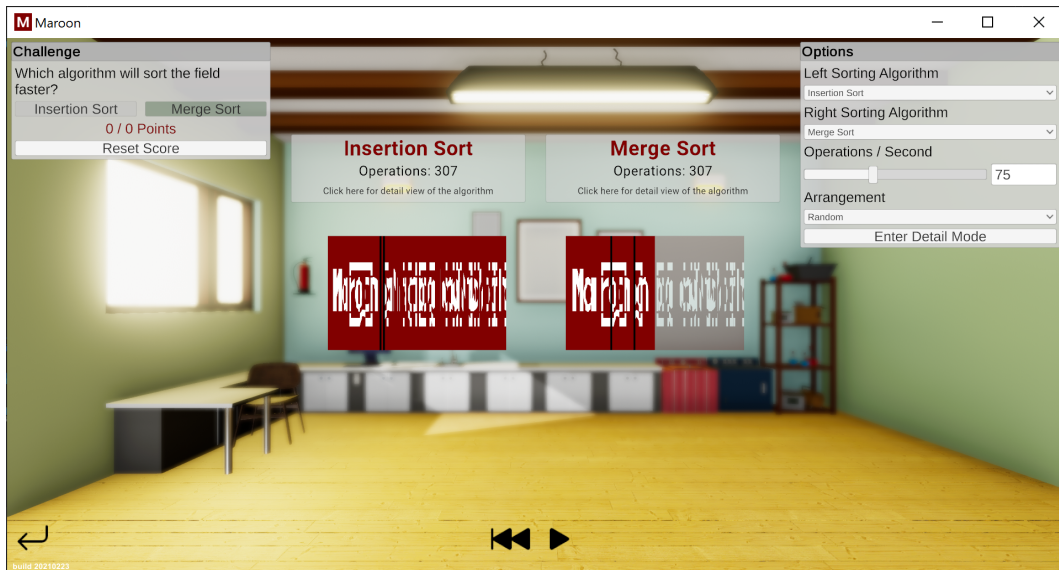 M Maroon
Challenge
Which algorithm will sort the field
faster?
Insertion Sort
Merge Sort
0 / 0 Points
Reset Score
Insertion Sort
Operations: 307
Click here for detail view of the algorithm
Merge Sort
Operations: 307
Click here for detail view of the algorithm
Options
Left Sorting Algorithm
Insertion Sort
Right Sorting Algorithm
Merge Sort
Operations / Second
75
Arrangement
Random
Enter Detail Mode
build 20210223